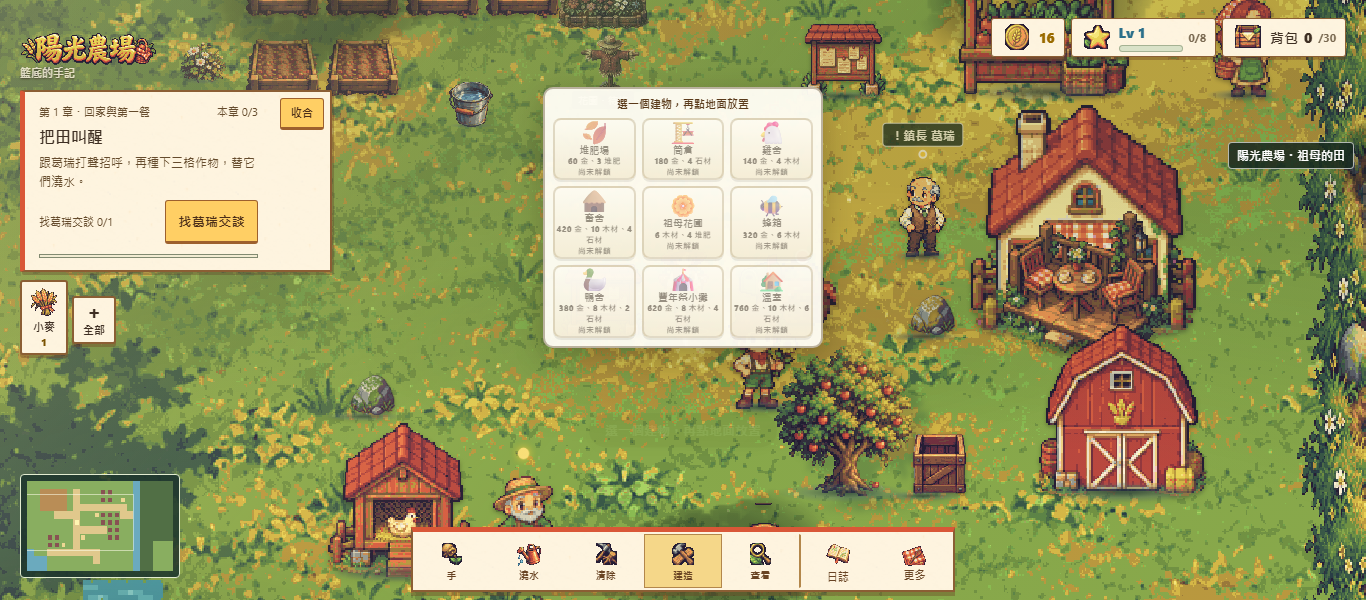 陽光農場
籃底的手記
第 1 章 · 回家與第一餐
本章 0/3
收合
把田叫醒
跟葛瑞打聲招呼，再種下三格作物，替它
們澆水。
找葛瑞交談 0/1
找葛瑞交談
小麥
1
+
全部
選一個建物，再點地面放置
堆肥場
60 金 · 3 堆肥
尚未解鎖
筒倉
180 金 · 4 石材
尚未解鎖
雞舍
140 金 · 4 木材
尚未解鎖
畜舍
420 金 · 10 木材 · 4
石材
尚未解鎖
祖母花園
6 木材 · 4 堆肥
尚未解鎖
蜂箱
320 金 · 6 木材
尚未解鎖
鴨舍
380 金 · 8 木材 · 2
石材
尚未解鎖
豐年祭小攤
620 金 · 8 木材 · 4
石材
尚未解鎖
溫室
760 金 · 10 木材 · 6
石材
尚未解鎖
16
Lv 1
0/8
背包 0 /30
! 鎮長 葛瑞
陽光農場 · 祖母的田
手
澆水
清除
建造
查看
日誌
更多